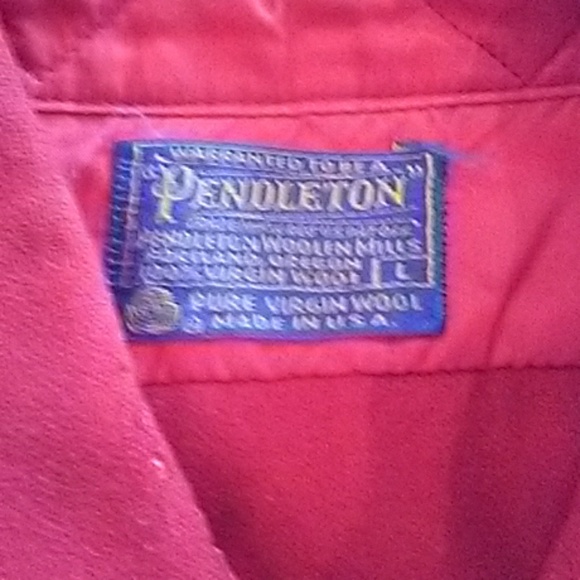 WARRANTED TO BE A
"PENDLETON"
PENDLETON WOOLEN MILLS
PORTLAND, OREGON
100% VIRGIN WOOL L
PURE VIRGIN WOOL
MADE IN U.S.A.